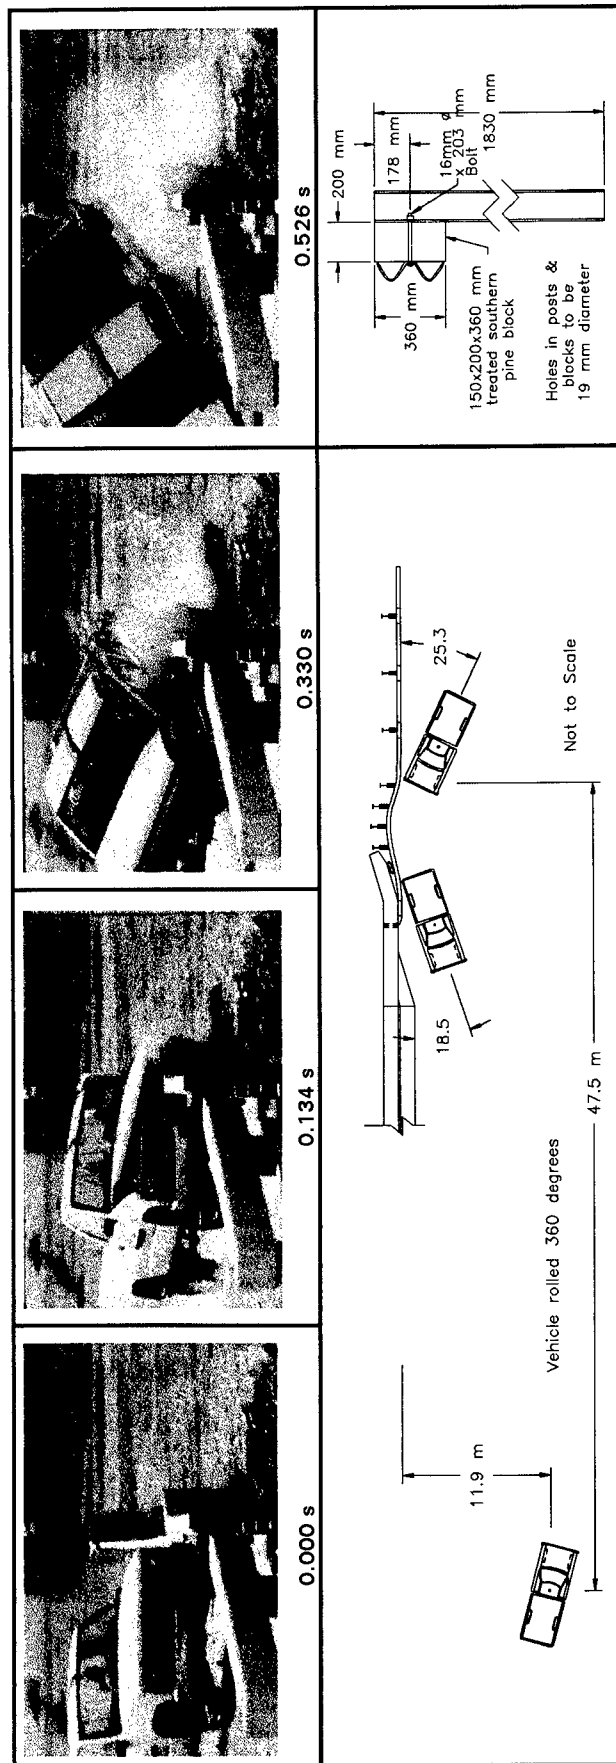 0.000 s
0.134 s
0.330 s
0.526 s
11.9 m
Vehicle rolled 360 degrees
47.5 m
18.5
25.3
Not to Scale
200 mm
178 mm
16mm ø
x 203 mm
Bolt
1830 mm
360 mm
150x200x360 mm
treated southern
pine block
Holes in posts &
blocks to be
19 mm diameter